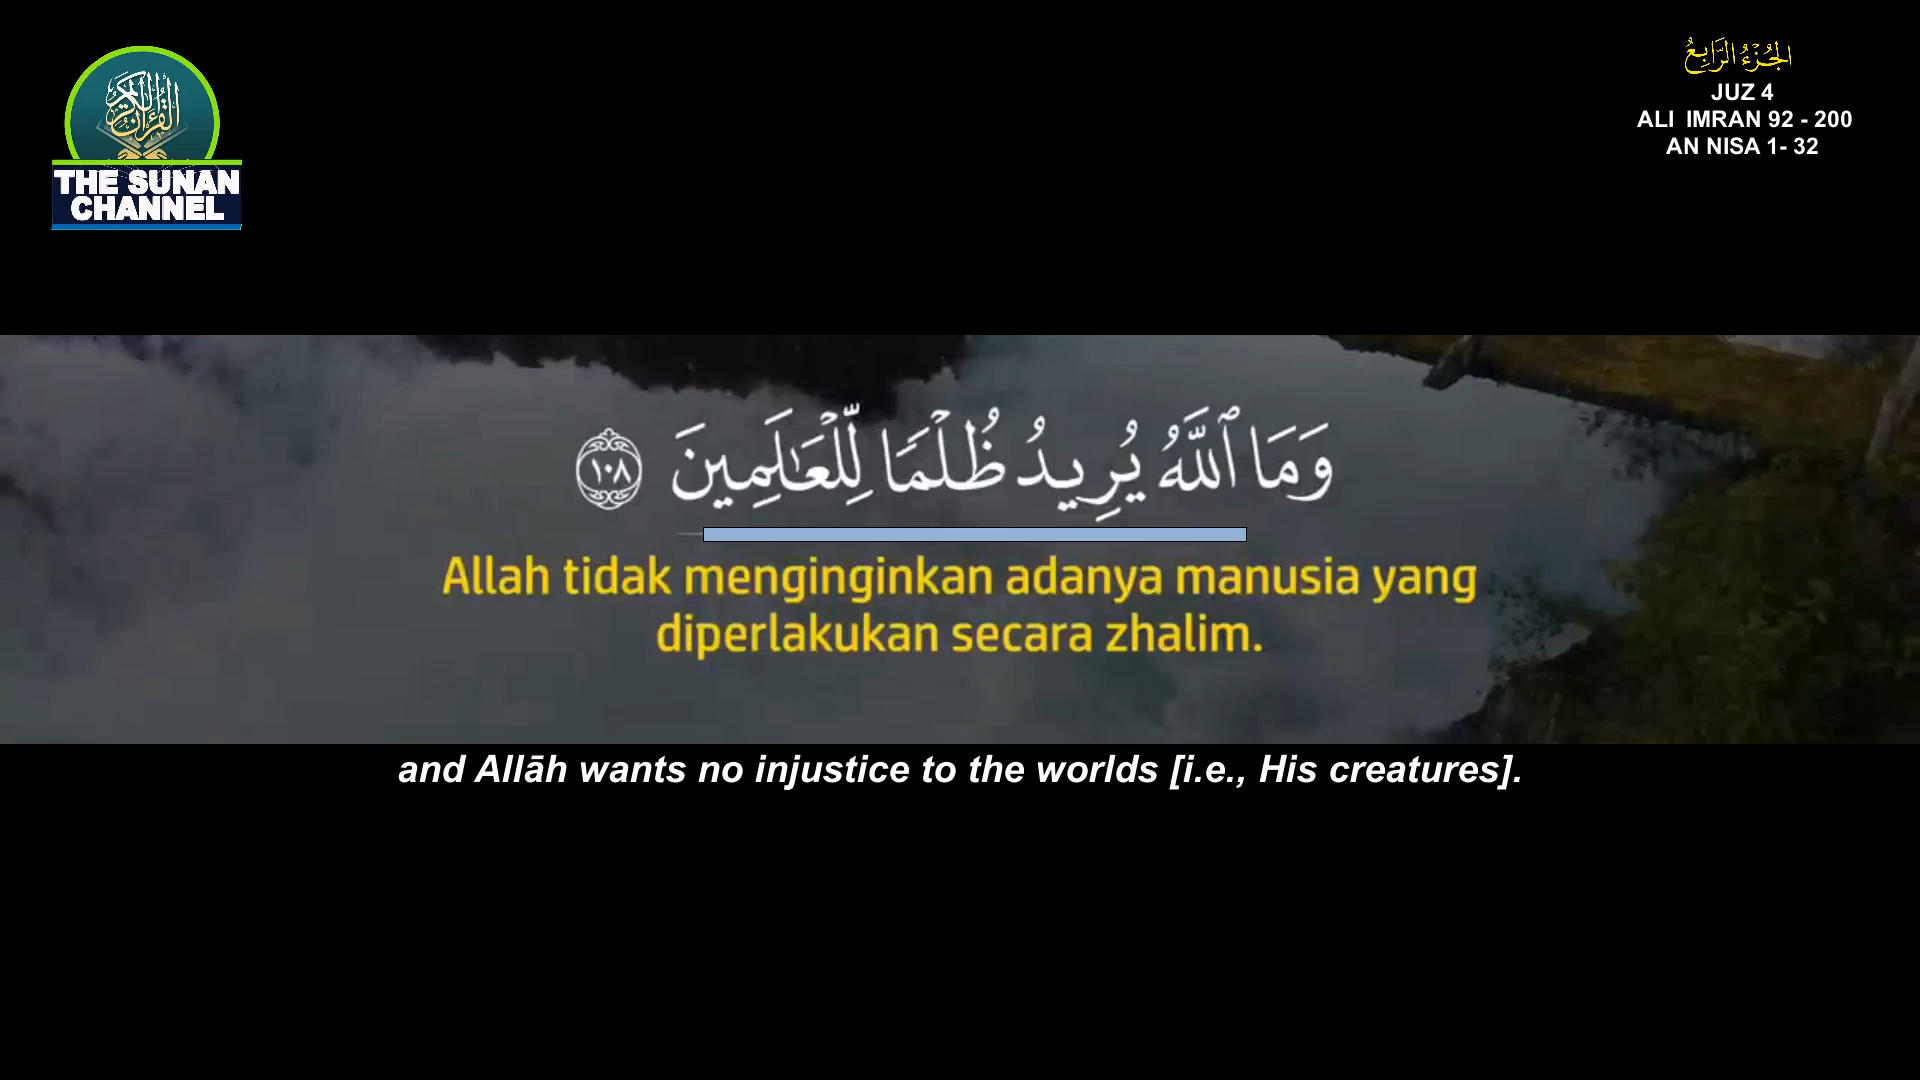 القرآن الكريم
THE SUNAN
CHANNEL
الجُزْءُ الرَّابِعُ
JUZ 4
ALI IMRAN 92 - 200
AN NISA 1- 32
وَمَا ٱللَّهُ يُرِيدُ ظُلْمًا لِّلْعَـٰلَمِينَ ١٠٨
Allah tidak menginginkan adanya manusia yang
diperlakukan secara zhalim.
and Allāh wants no injustice to the worlds [i.e., His creatures].